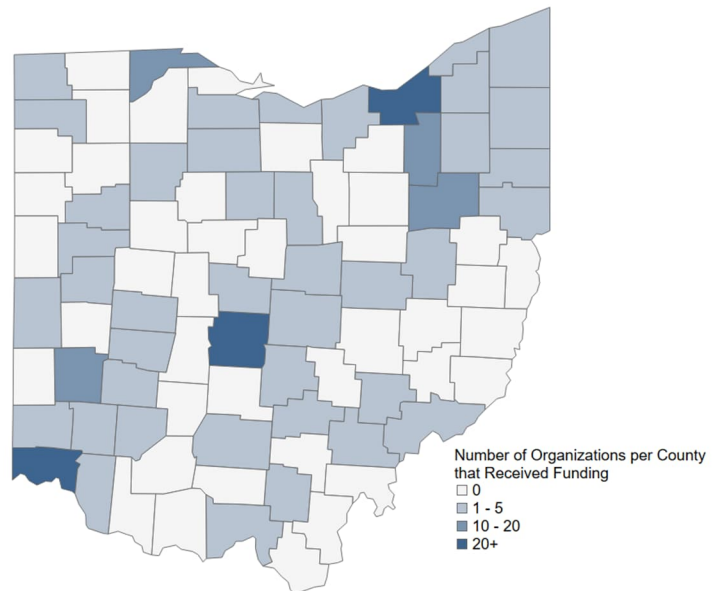 Number of Organizations per County
that Received Funding
0
1 - 5
10 - 20
20+